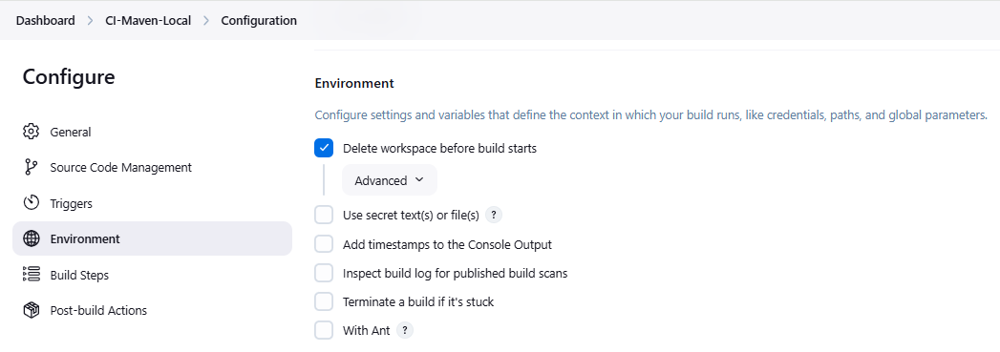 Dashboard > CI-Maven-Local > Configuration
Configure
General
Source Code Management
Triggers
Environment
Build Steps
Post-build Actions
Environment
Configure settings and variables that define the context in which your build runs, like credentials, paths, and global parameters.
Delete workspace before build starts
Advanced
Use secret text(s) or file(s) ?
Add timestamps to the Console Output
Inspect build log for published build scans
Terminate a build if it's stuck
With Ant ?